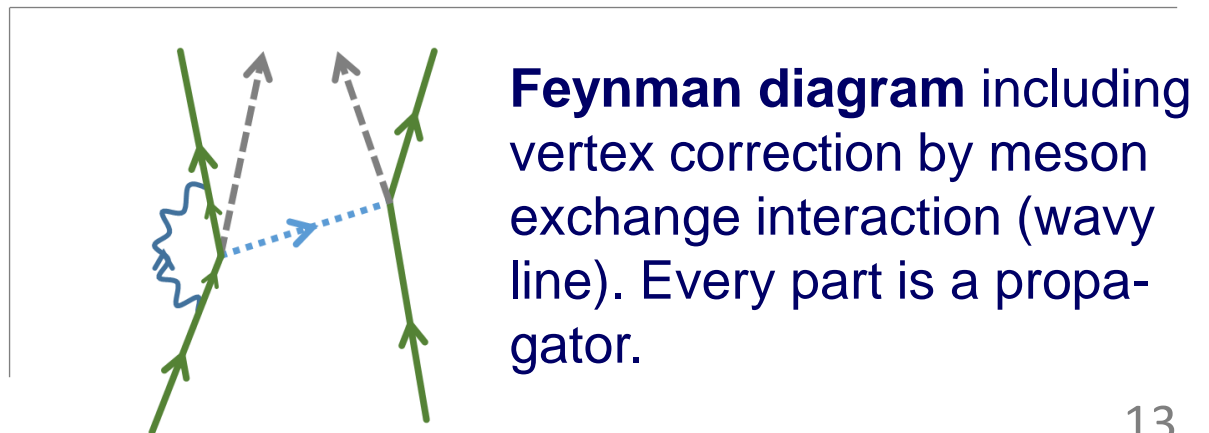 Feynman diagram including
vertex correction by meson
exchange interaction (wavy
line). Every part is a propa-
gator.
13